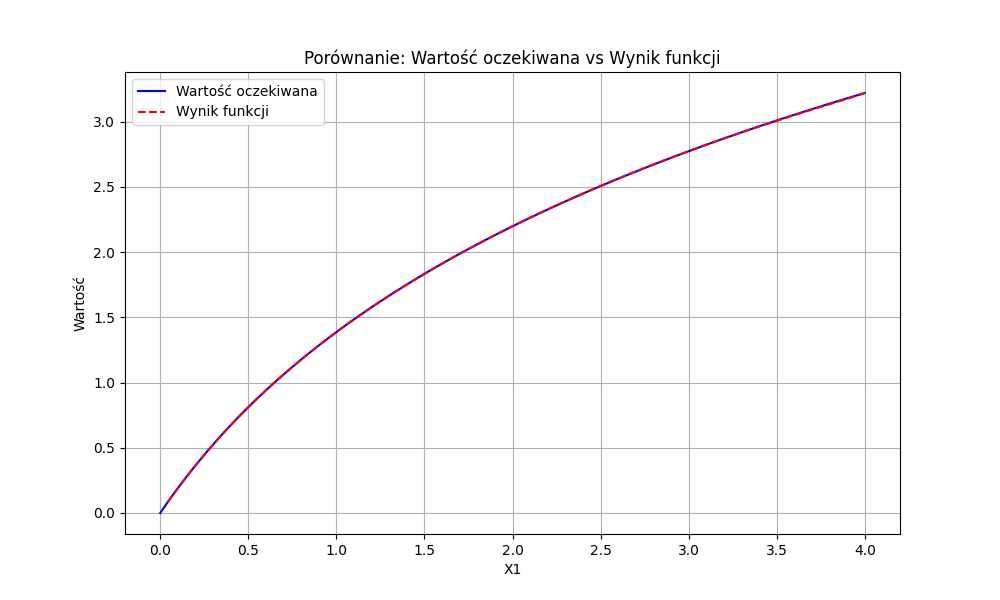 Porównanie: Wartość oczekiwana vs Wynik funkcji
Wartość oczekiwana
Wynik funkcji
Wartość
3.0
2.5
2.0
1.5
1.0
0.5
0.0
0.0 0.5 1.0 1.5 2.0 2.5 3.0 3.5 4.0
X1